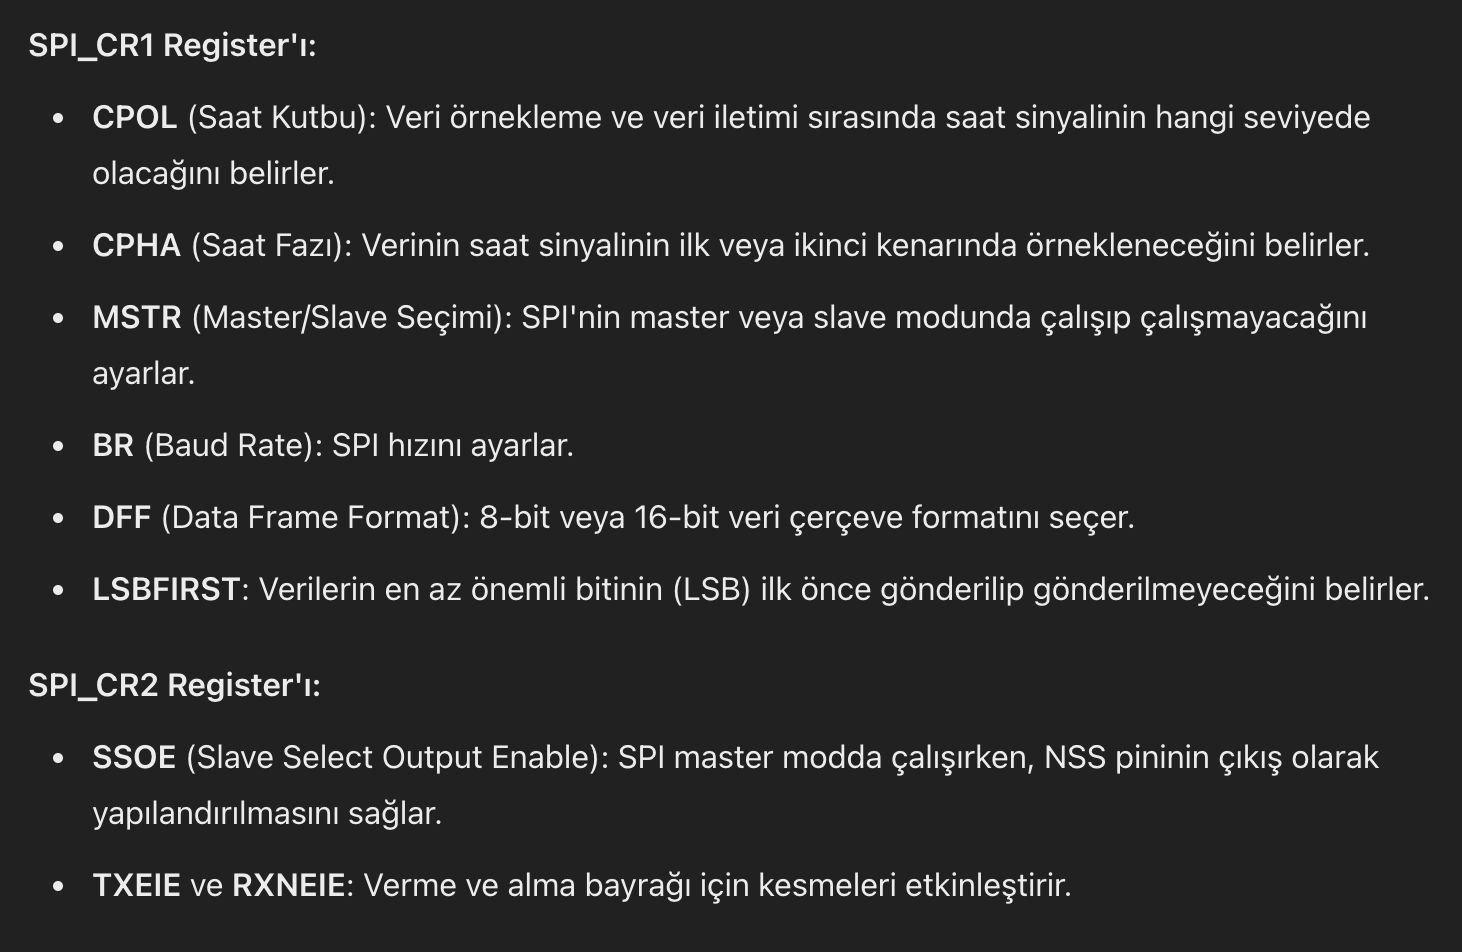 SPI_CR1 Register'ı:
• CPOL (Saat Kutbu): Veri örnekleme ve veri iletimi sırasında saat sinyalinin hangi seviyede
olacağını belirler.
• CPHA (Saat Fazı): Verinin saat sinyalinin ilk veya ikinci kenarında örnekleneceğini belirler.
• MSTR (Master/Slave Seçimi): SPI'nin master veya slave modunda çalışıp çalışmayacağını
ayarlar.
• BR (Baud Rate): SPI hızını ayarlar.
• DFF (Data Frame Format): 8-bit veya 16-bit veri çerçeve formatını seçer.
• LSBFIRST: Verilerin en az önemli bitinin (LSB) ilk önce gönderilip gönderilmeyeceğini belirler.
SPI_CR2 Register'ı:
• SSOE (Slave Select Output Enable): SPI master modda çalışırken, NSS pininin çıkış olarak
yapılandırılmasını sağlar.
• TXEIE ve RXNEIE: Verme ve alma bayrağı için kesmeleri etkinleştirir.